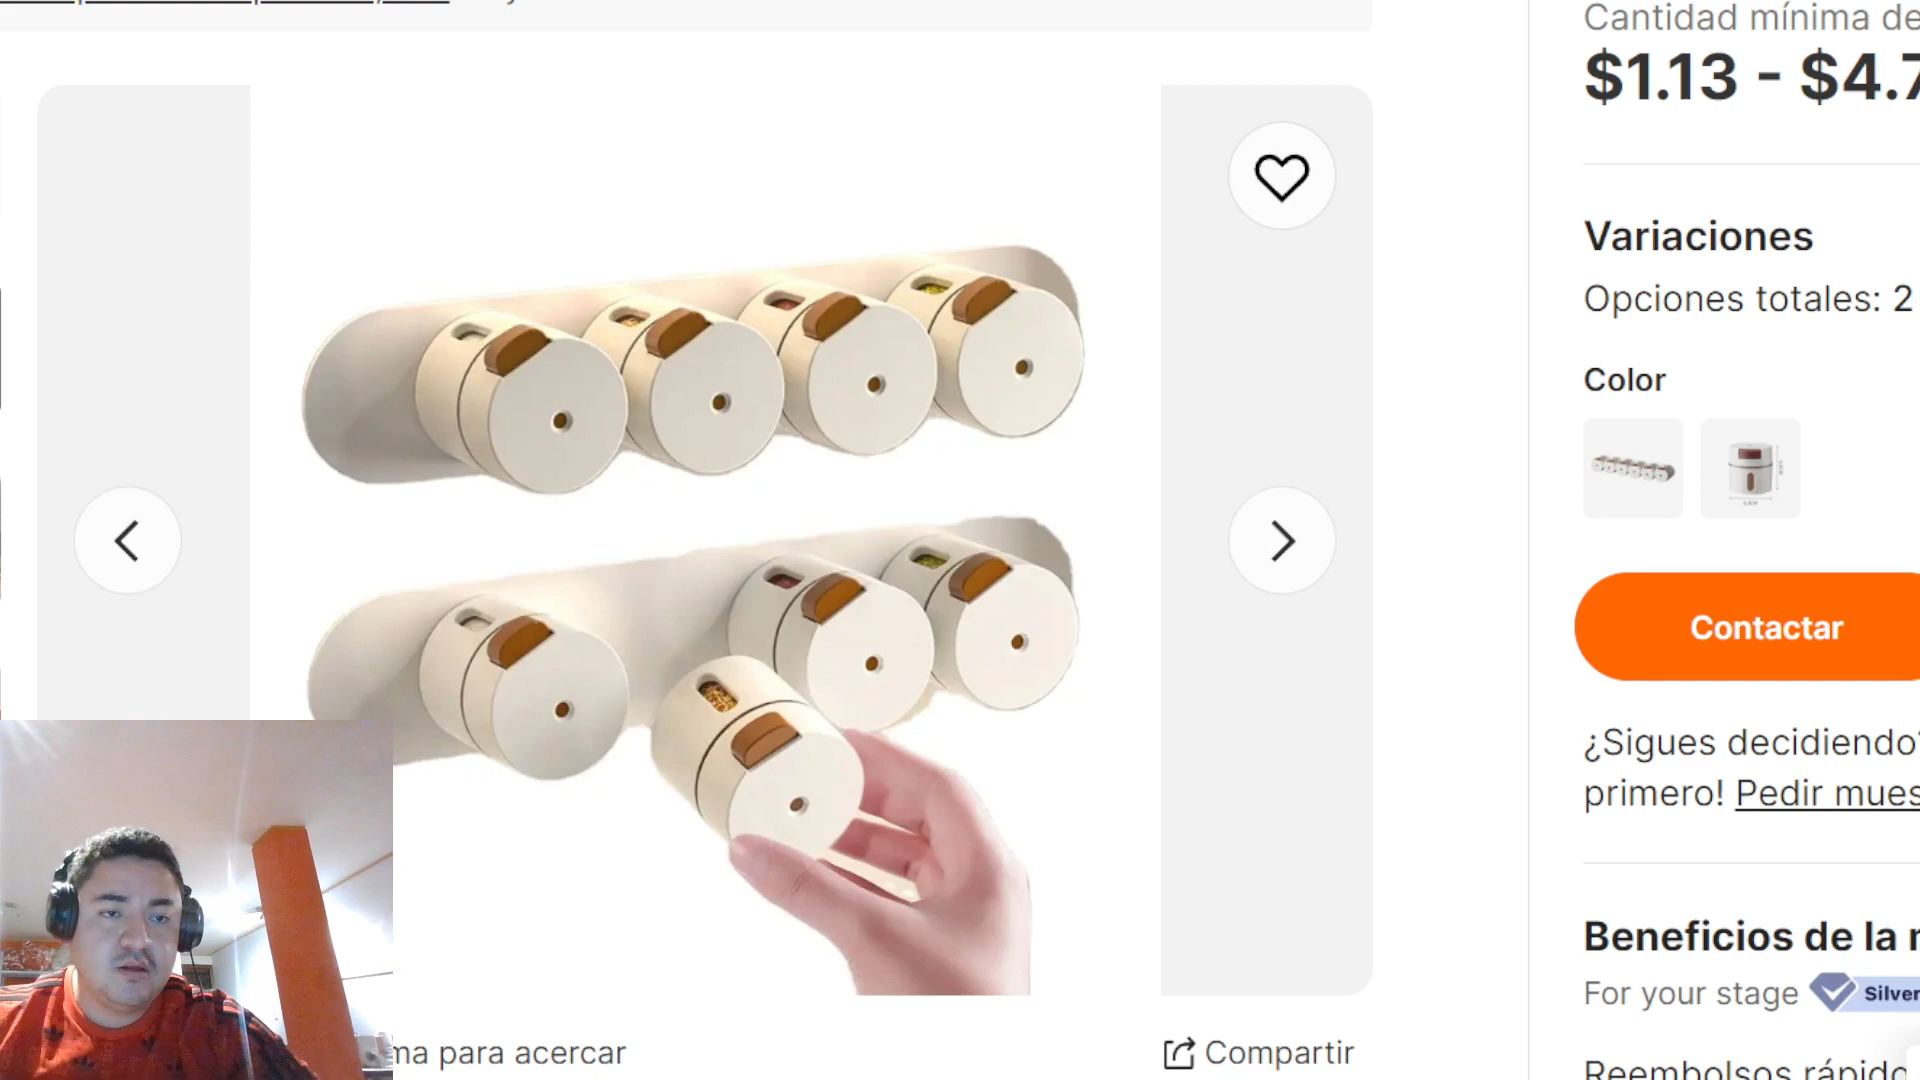 Cantidad mínima de
$1.13 - $4.7
Variaciones
Opciones totales: 2
Color
Contactar
¿Sigues decidiendo?
primero! Pedir mues
Beneficios de la
For your stage Silver
Reembolsos rápido
ma para acercar
Compartir